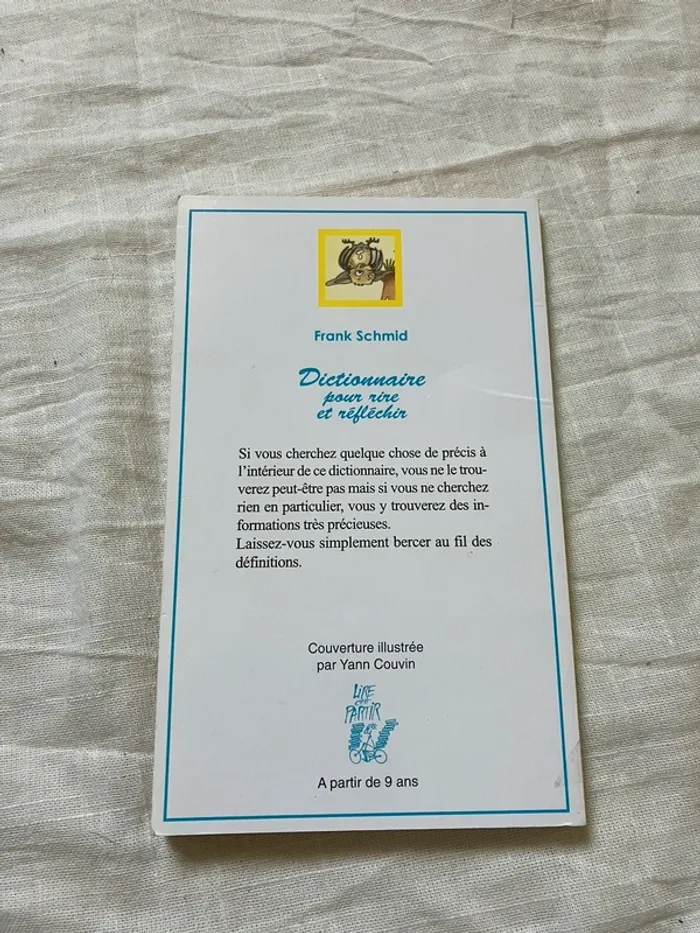 Frank Schmid
Dictionnaire
pour rire
et réfléchir
Si vous cherchez quelque chose de précis à
l'intérieur de ce dictionnaire, vous ne le trou-
verez peut-être pas mais si vous ne cherchez
rien en particulier, vous y trouverez des in-
formations très précieuses.
Laissez-vous simplement bercer au fil des
définitions.
Couverture illustrée
par Yann Couvin
LIRE
c'est
PARTIR
A partir de 9 ans